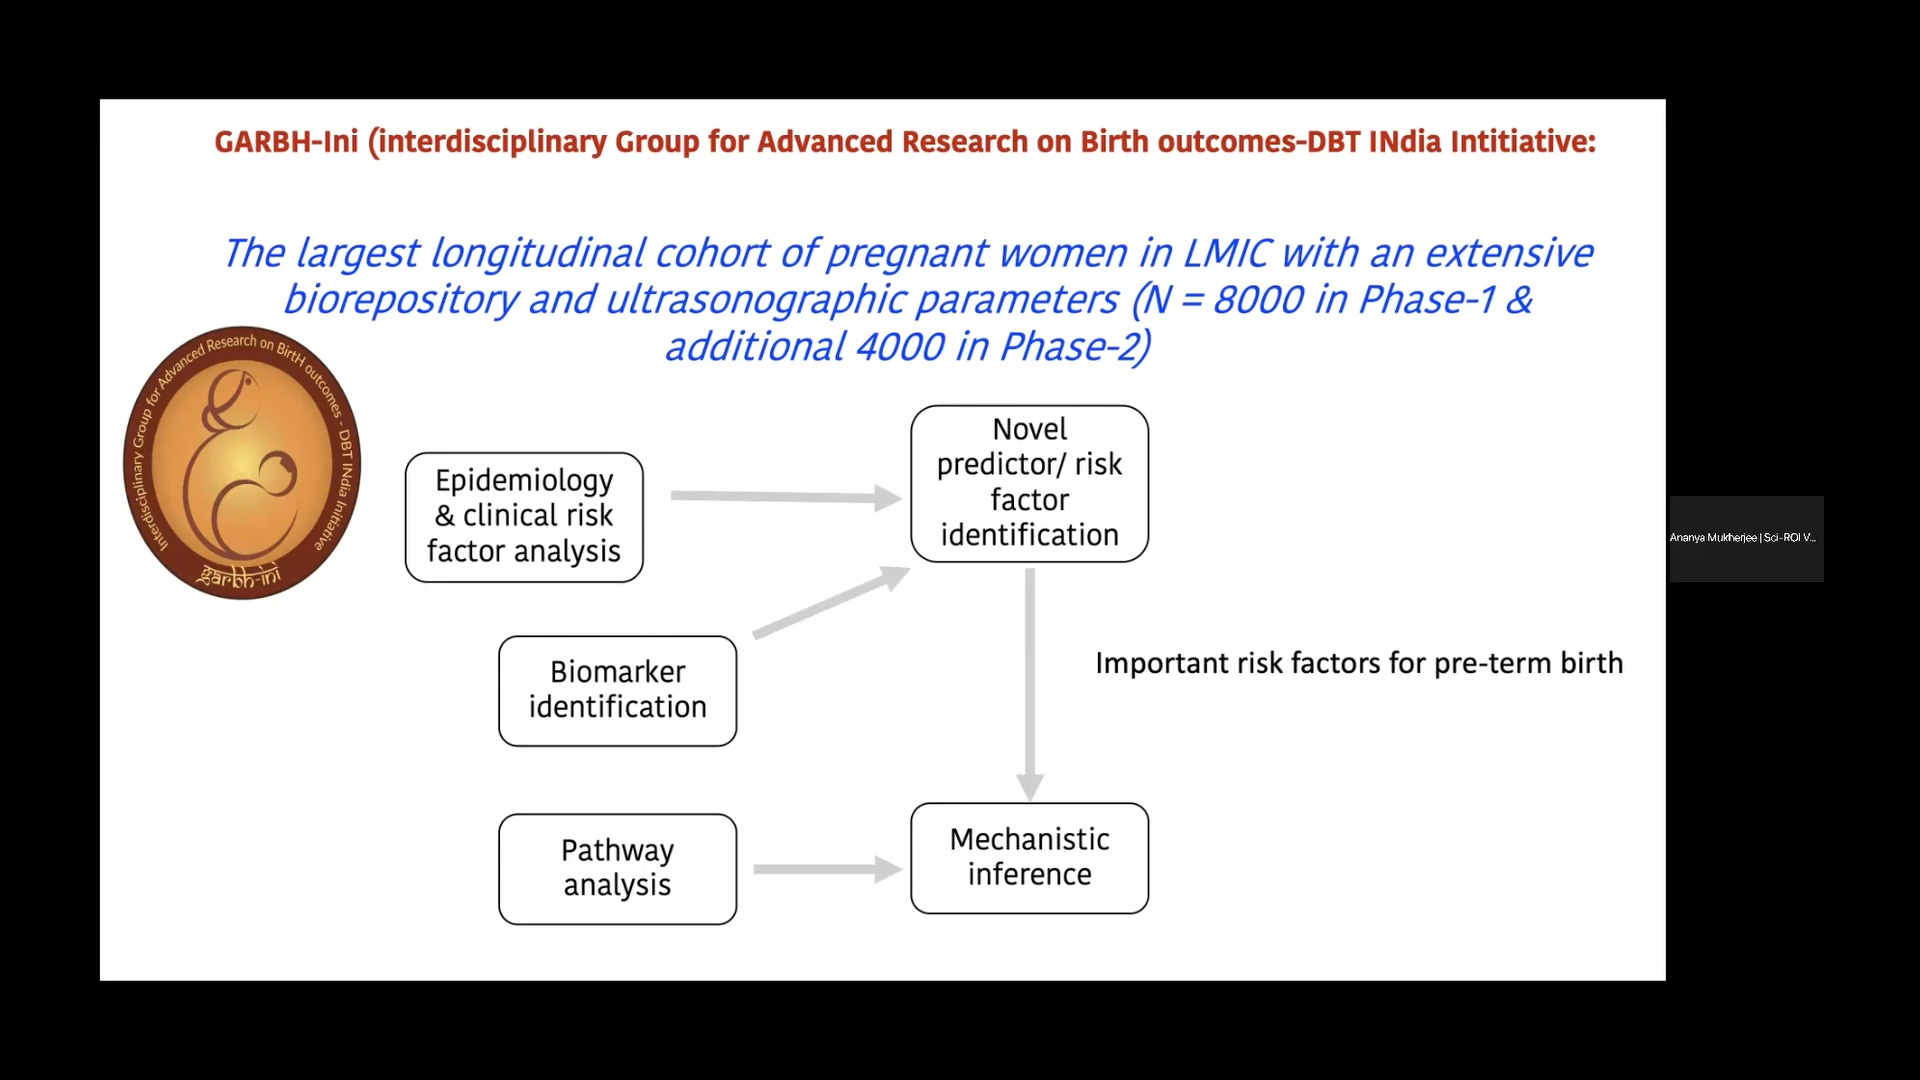 GARBH-Ini (interdisciplinary Group for Advanced Research on Birth outcomes-DBT INdia Intitiative:
The largest longitudinal cohort of pregnant women in LMIC with an extensive
biorepository and ultrasonographic parameters (N = 8000 in Phase-1 &
additional 4000 in Phase-2)
Interdisciplinary Group for Advanced Research on BirtH outcomes - DBT INdia Initiative
garbh-ini
Epidemiology
& clinical risk
factor analysis
Novel
predictor/ risk
factor
identification
Biomarker
identification
Important risk factors for pre-term birth
Pathway
analysis
Mechanistic
inference
Ananya Mukherjee | Sci-ROI V...